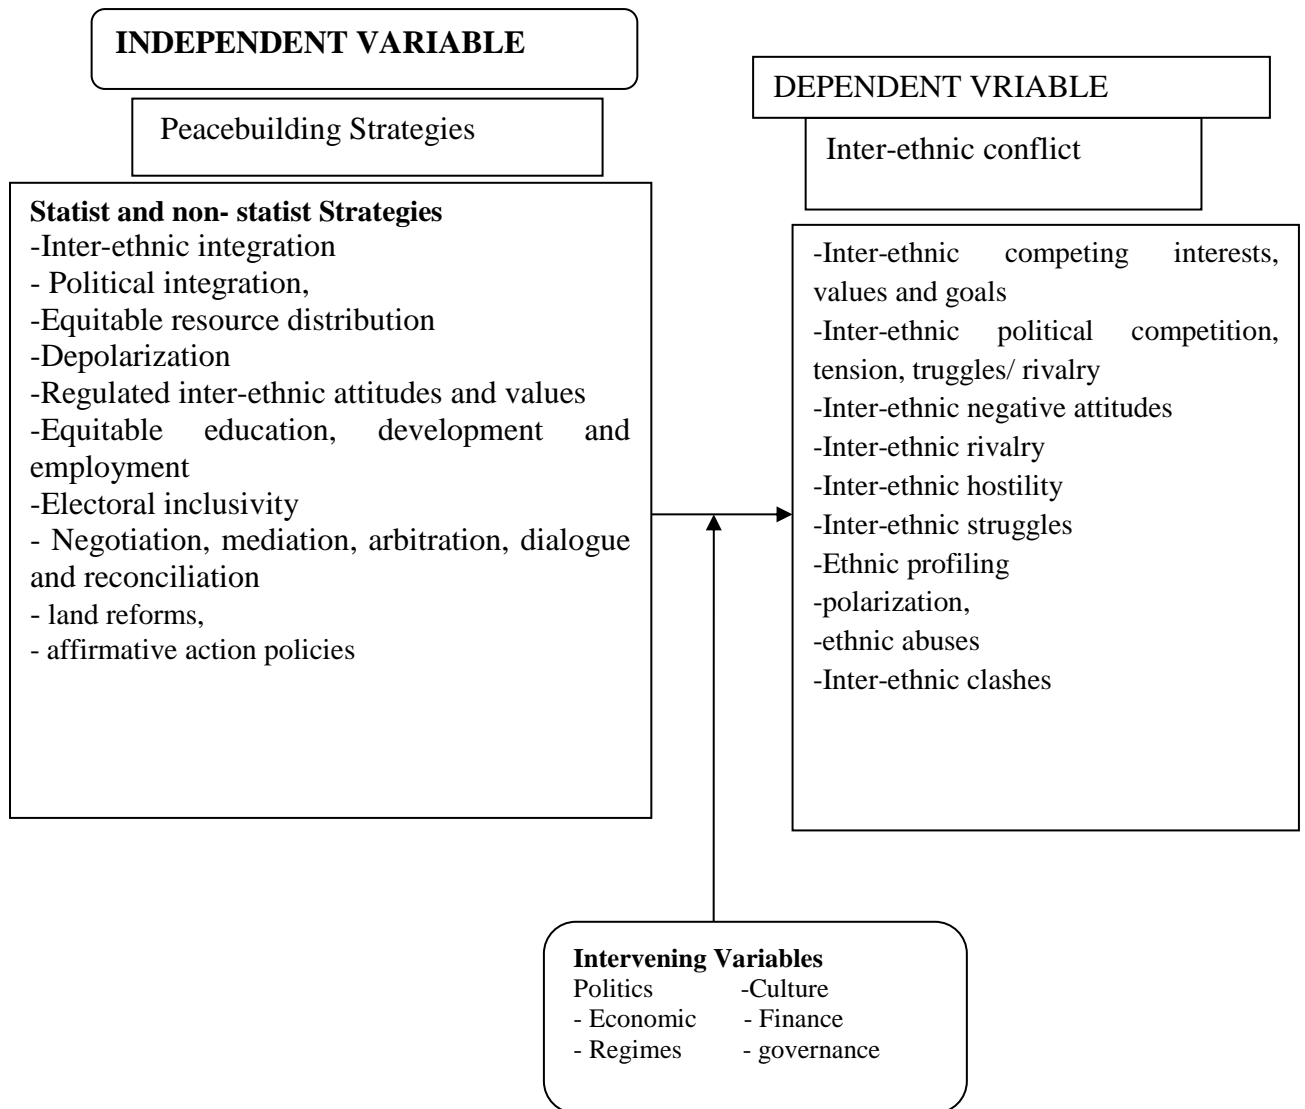 INDEPENDENT VARIABLE
Peacebuilding Strategies
Statist and non- statist Strategies
-Inter-ethnic integration
- Political integration,
-Equitable resource distribution
-Depolarization
-Regulated inter-ethnic attitudes and values
-Equitable education, development and
employment
-Electoral inclusivity
- Negotiation, mediation, arbitration, dialogue
and reconciliation
- land reforms,
- affirmative action policies
DEPENDENT VRIABLE
Inter-ethnic conflict
-Inter-ethnic competing interests,
values and goals
-Inter-ethnic political competition,
tension, truggles/ rivalry
-Inter-ethnic negative attitudes
-Inter-ethnic rivalry
-Inter-ethnic hostility
-Inter-ethnic struggles
-Ethnic profiling
-polarization,
-ethnic abuses
-Inter-ethnic clashes
Intervening Variables
Politics -Culture
- Economic - Finance
- Regimes - governance